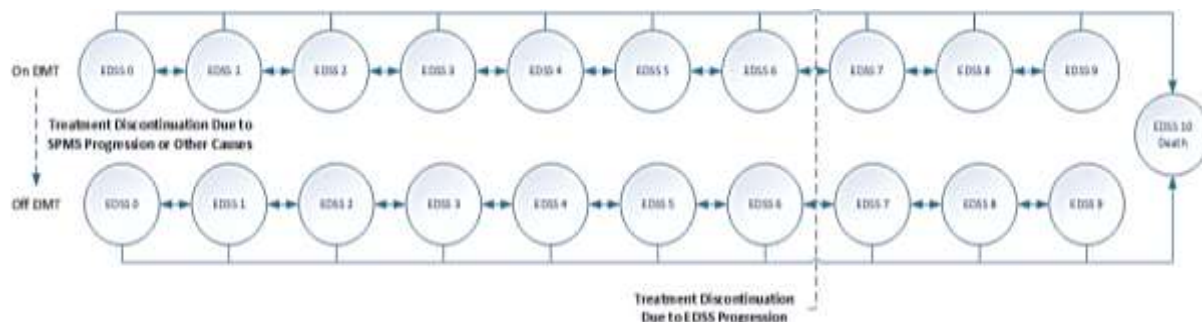 EDSS 0
EDSS 1
EDSS 2
EDSS 3
EDSS 4
EDSS 5
EDSS 6
EDSS 7
EDSS 8
EDSS 9
On DMT
Treatment Discontinuation Due to
SPMS Progression or Other Causes
EDSS 10
Death
Off DMT
EDSS 0
EDSS 1
EDSS 2
EDSS 3
EDSS 4
EDSS 5
EDSS 6
EDSS 7
EDSS 8
EDSS 9
Treatment Discontinuation
Due to EDSS Progression